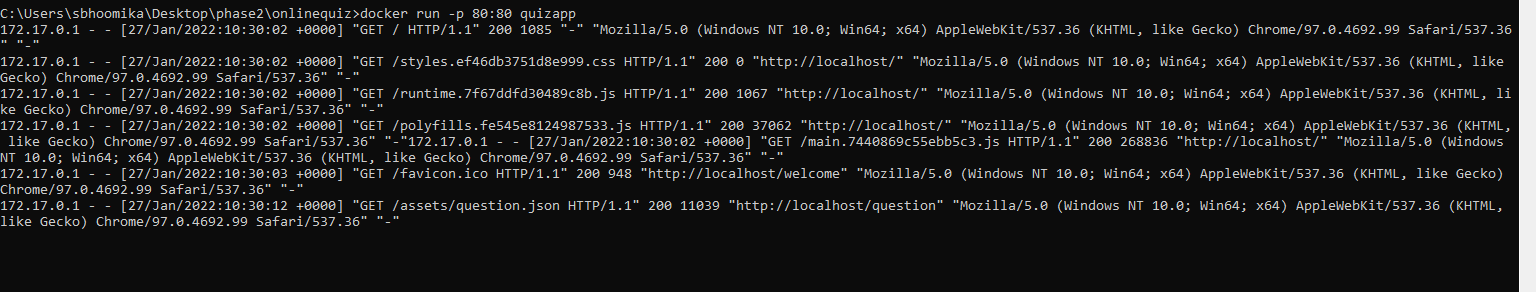 C:\Users\sbhoomika\Desktop\phase2\onlinequiz>docker run -p 80:80 quizapp
172.17.0.1 - - [27/Jan/2022:10:30:02 +0000] "GET / HTTP/1.1" 200 1085 "-" "Mozilla/5.0 (Windows NT 10.0; Win64; x64) AppleWebKit/537.36 (KHTML, like Gecko) Chrome/97.0.4692.99 Safari/537.36
" "-"
172.17.0.1 - - [27/Jan/2022:10:30:02 +0000] "GET /styles.ef46db3751d8e999.css HTTP/1.1" 200 0 "http://localhost/" "Mozilla/5.0 (Windows NT 10.0; Win64; x64) AppleWebKit/537.36 (KHTML, like
Gecko) Chrome/97.0.4692.99 Safari/537.36" "-"
172.17.0.1 - - [27/Jan/2022:10:30:02 +0000] "GET /runtime.7f67ddfd30489c8b.js HTTP/1.1" 200 1067 "http://localhost/" "Mozilla/5.0 (Windows NT 10.0; Win64; x64) AppleWebKit/537.36 (KHTML, li
ke Gecko) Chrome/97.0.4692.99 Safari/537.36" "-"
172.17.0.1 - - [27/Jan/2022:10:30:02 +0000] "GET /polyfills.fe545e8124987533.js HTTP/1.1" 200 37062 "http://localhost/" "Mozilla/5.0 (Windows NT 10.0; Win64; x64) AppleWebKit/537.36 (KHTML,
 like Gecko) Chrome/97.0.4692.99 Safari/537.36" "-"172.17.0.1 - - [27/Jan/2022:10:30:02 +0000] "GET /main.7440869c55ebb5c3.js HTTP/1.1" 200 268836 "http://localhost/" "Mozilla/5.0 (Windows
NT 10.0; Win64; x64) AppleWebKit/537.36 (KHTML, like Gecko) Chrome/97.0.4692.99 Safari/537.36" "-"
172.17.0.1 - - [27/Jan/2022:10:30:03 +0000] "GET /favicon.ico HTTP/1.1" 200 948 "http://localhost/welcome" "Mozilla/5.0 (Windows NT 10.0; Win64; x64) AppleWebKit/537.36 (KHTML, like Gecko)
Chrome/97.0.4692.99 Safari/537.36" "-"
172.17.0.1 - - [27/Jan/2022:10:30:12 +0000] "GET /assets/question.json HTTP/1.1" 200 11039 "http://localhost/question" "Mozilla/5.0 (Windows NT 10.0; Win64; x64) AppleWebKit/537.36 (KHTML,
like Gecko) Chrome/97.0.4692.99 Safari/537.36" "-"